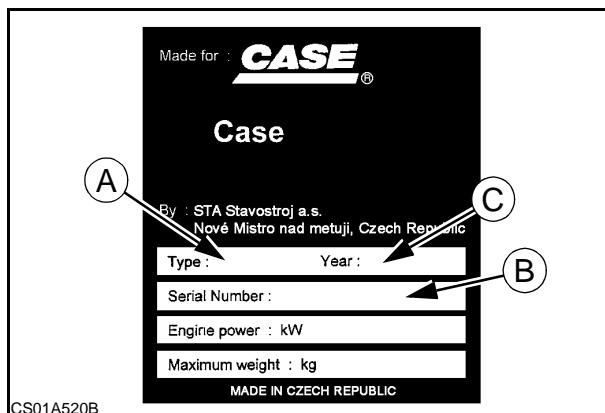 Made for : CASE ®
Case
A
C
By : STA Stavostroj a.s.
Nové Mistro nad metuji, Czech Republic
Type : Year :
B
Serial Number :
Engine power : kW
Maximum weight : kg
MADE IN CZECH REPUBLIC
CS01A520B